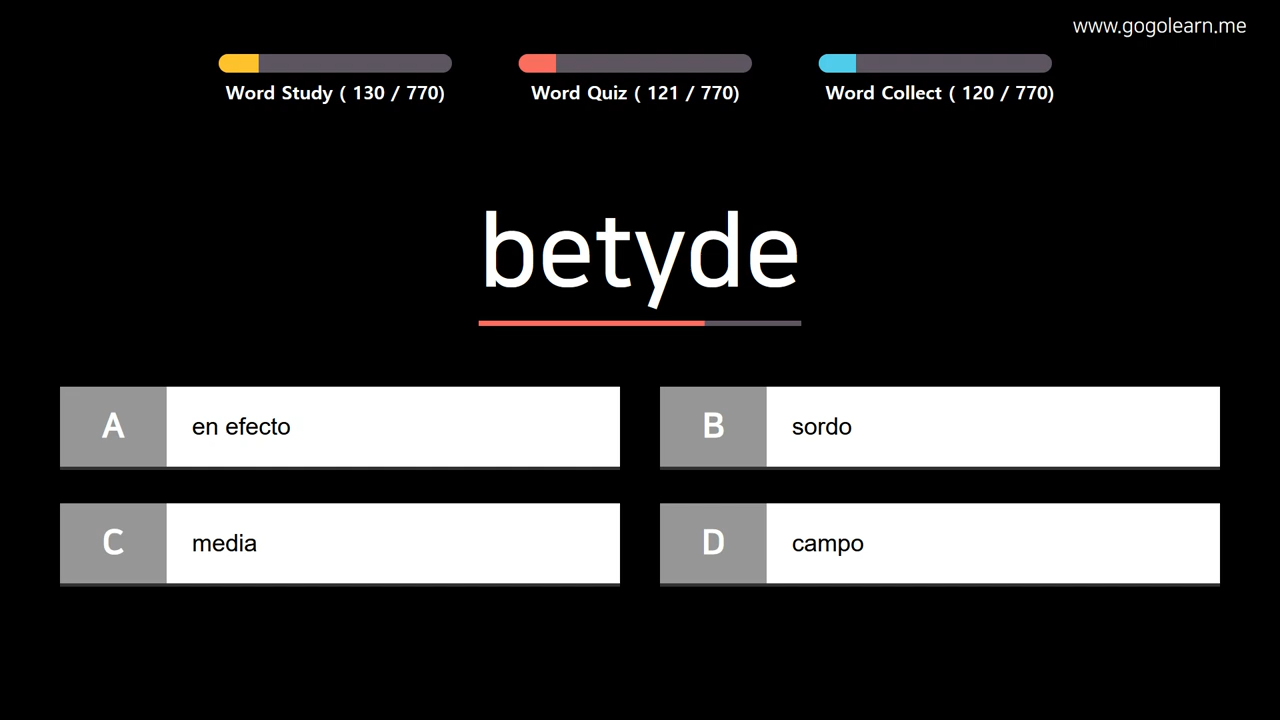 www.gogolearn.me
Word Study ( 130 / 770)
Word Quiz ( 121 / 770)
Word Collect ( 120 / 770)
betyde
A en efecto
B sordo
C media
D campo